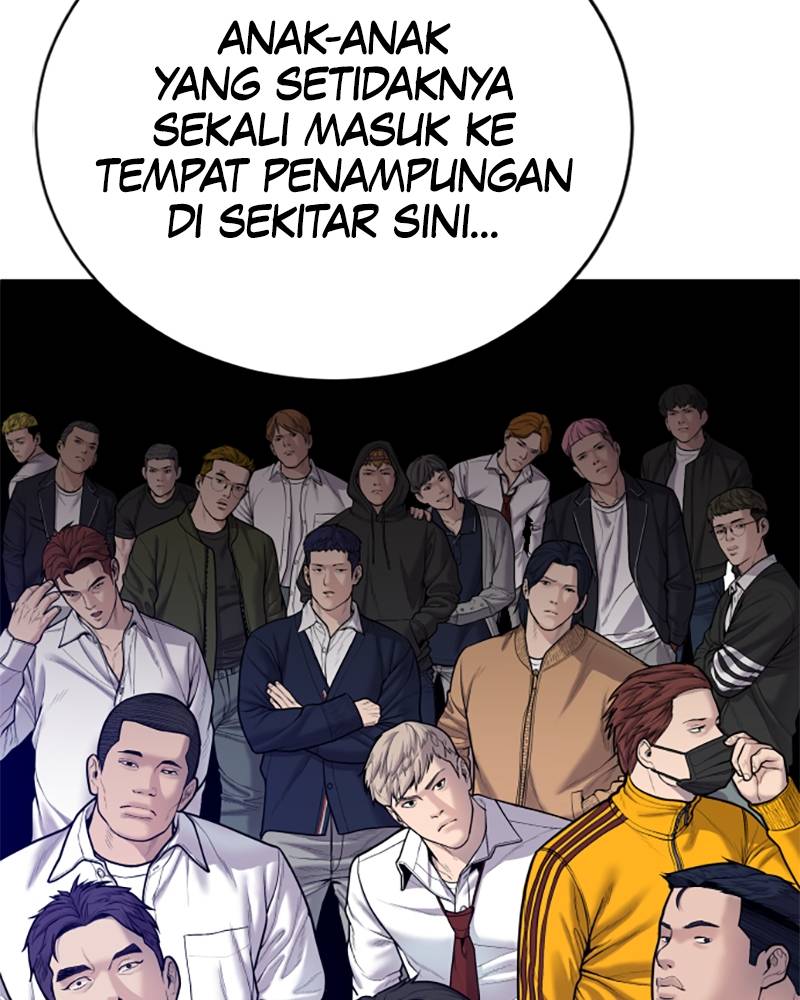 ANAK-ANAK
YANG SETIDAKNYA
SEKALI MASUK KE
TEMPAT PENAMPUNGAN
DI SEKITAR SINI...